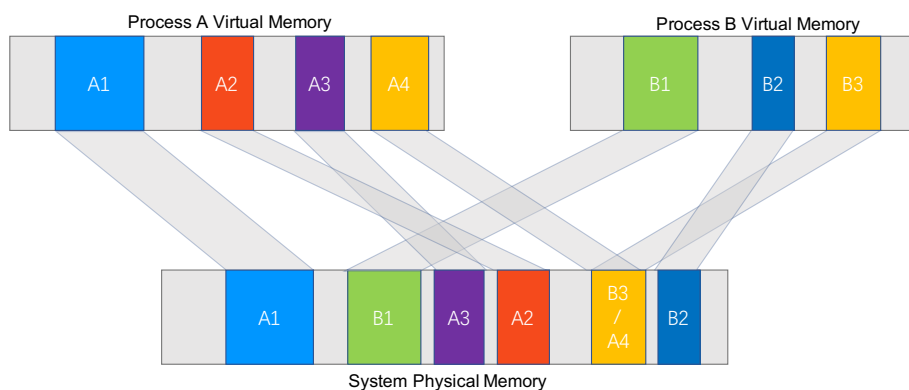 Process A Virtual Memory
Process B Virtual Memory
A1
A2
A3
A4
B1
B2
B3
A1
B1
A3
A2
B3
/
A4
B2
System Physical Memory